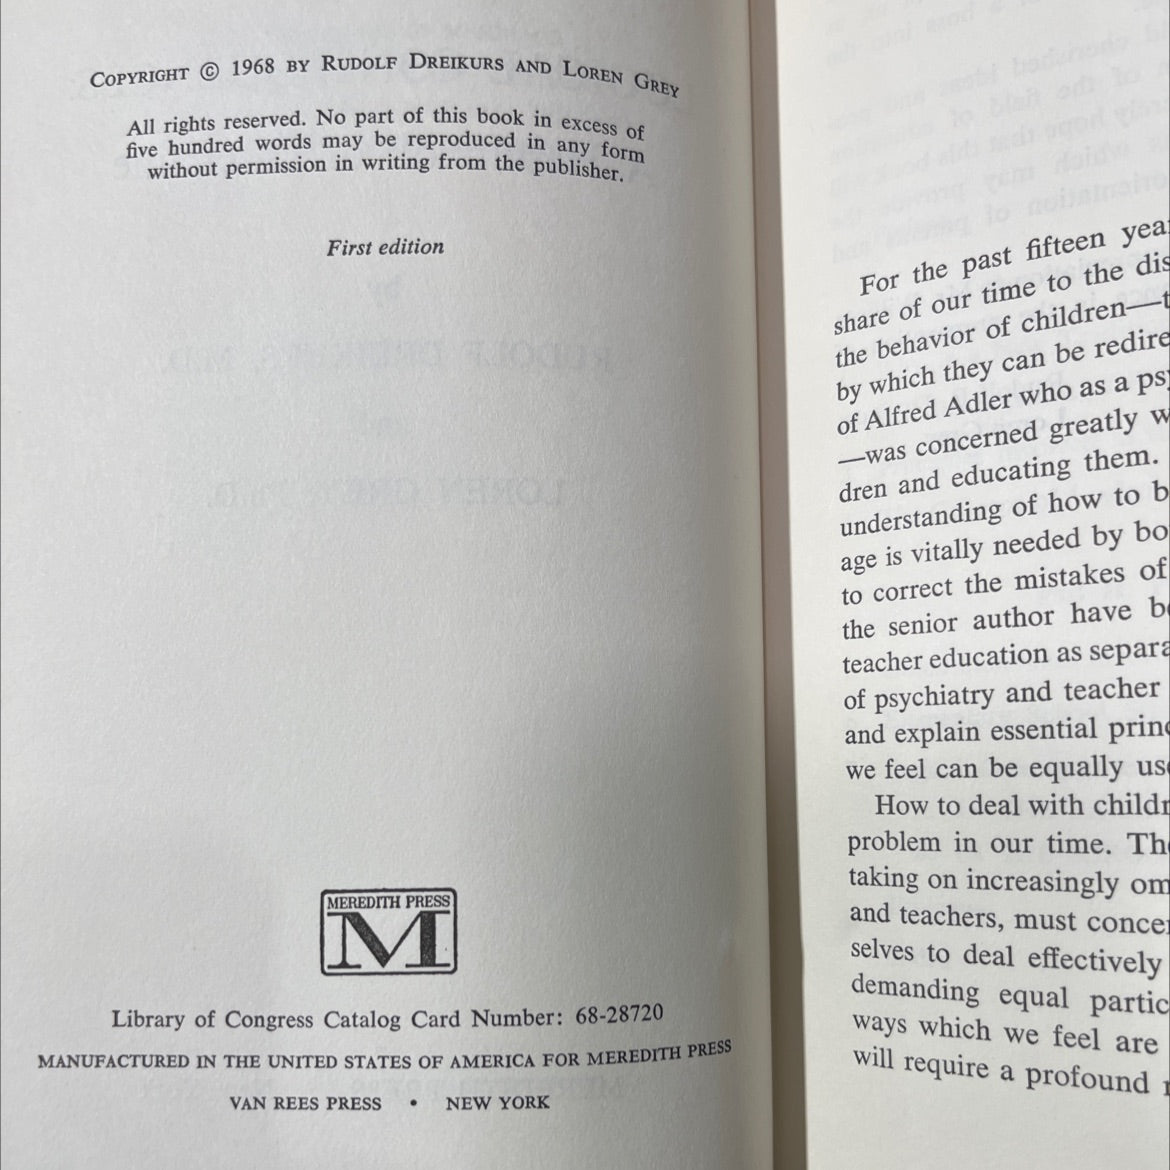 COPYRIGHT © 1968 BY RUDOLF DREIKURS AND LOREN GREY
All rights reserved. No part of this book in excess of
five hundred words may be reproduced in any form
without permission in writing from the publisher.
First edition
MEREDITH PRESS
M
Library of Congress Catalog Card Number: 68-28720
MANUFACTURED IN THE UNITED STATES OF AMERICA FOR MEREDITH PRESS
VAN REES PRESS • NEW YORK
For the past fifteen yea
share of our time to the dis
the behavior of children—t
by which they can be redire
of Alfred Adler who as a psy
—was concerned greatly w
dren and educating them.
understanding of how to b
age is vitally needed by bo
to correct the mistakes of
the senior author have be
teacher education as separa
of psychiatry and teacher
and explain essential princ
we feel can be equally use
How to deal with childr
problem in our time. The
taking on increasingly om
and teachers, must concer
selves to deal effectively
demanding equal partic
ways which we feel are
will require a profound r